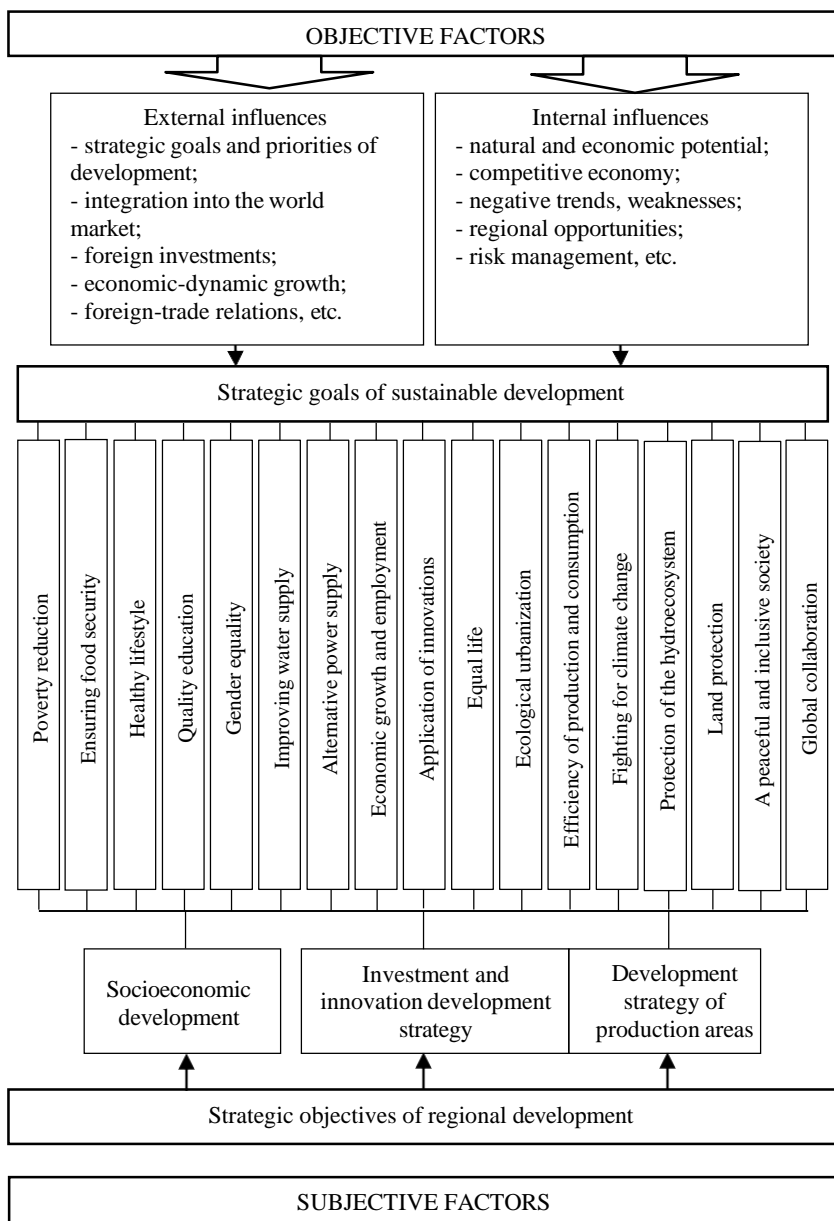 OBJECTIVE FACTORS
External influences
- strategic goals and priorities of
development;
- integration into the world
market;
- foreign investments;
- economic-dynamic growth;
- foreign-trade relations, etc.
Internal influences
- natural and economic potential;
- competitive economy;
- negative trends, weaknesses;
- regional opportunities;
- risk management, etc.
Strategic goals of sustainable development
Poverty reduction
Ensuring food security
Healthy lifestyle
Quality education
Gender equality
Improving water supply
Alternative power supply
Economic growth and employment
Application of innovations
Equal life
Ecological urbanization
Efficiency of production and consumption
Fighting for climate change
Protection of the hydroecosystem
Land protection
A peaceful and inclusive society
Global collaboration
Socioeconomic
development
Investment and
innovation development
strategy
Development
strategy of
production areas
Strategic objectives of regional development
SUBJECTIVE FACTORS